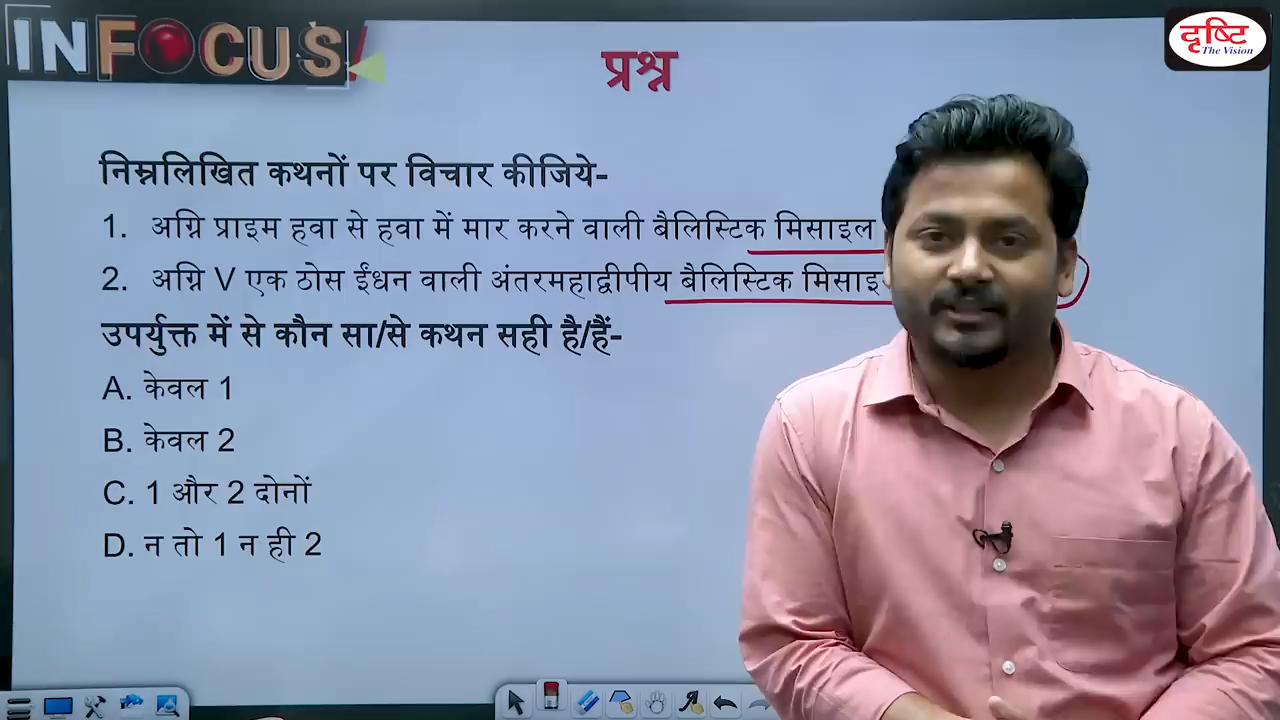 INFOCUS
दृष्टि
The Vision
प्रश्न
निम्नलिखित कथनों पर विचार कीजिये-
1. अग्नि प्राइम हवा से हवा में मार करने वाली बैलिस्टिक मिसाइल
2. अग्नि V एक ठोस ईंधन वाली अंतरमहाद्वीपीय बैलिस्टिक
उपर्युक्त में से कौन सा/से कथन सही है/हैं-
A. केवल 1
B. केवल 2
C. 1 और 2 दोनों
D. न तो 1 न ही 2